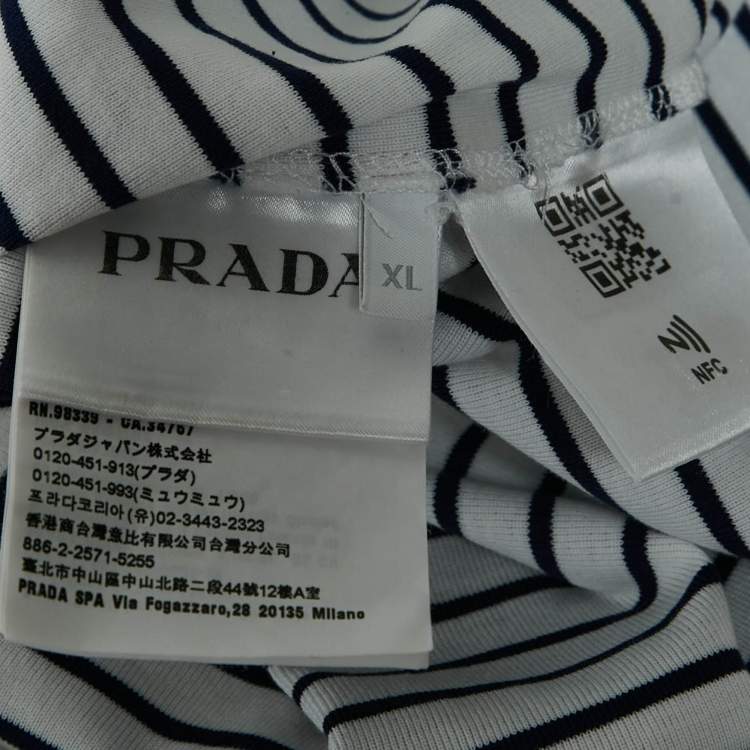 PRADA
XL
RN.98339 - CA.34767
プラダジャパン株式会社
0120-451-913(プラダ)
0120-451-993(ミュウミュウ)
프라다코리아 (유)02-3443-2323
香港商台灣意比有限公司台灣分公司
886-2-2571-5255
臺北市中山區中山北路二段44號12樓A室
PRADA SPA Via Fogazzaro,28 20135 Milano
NFC